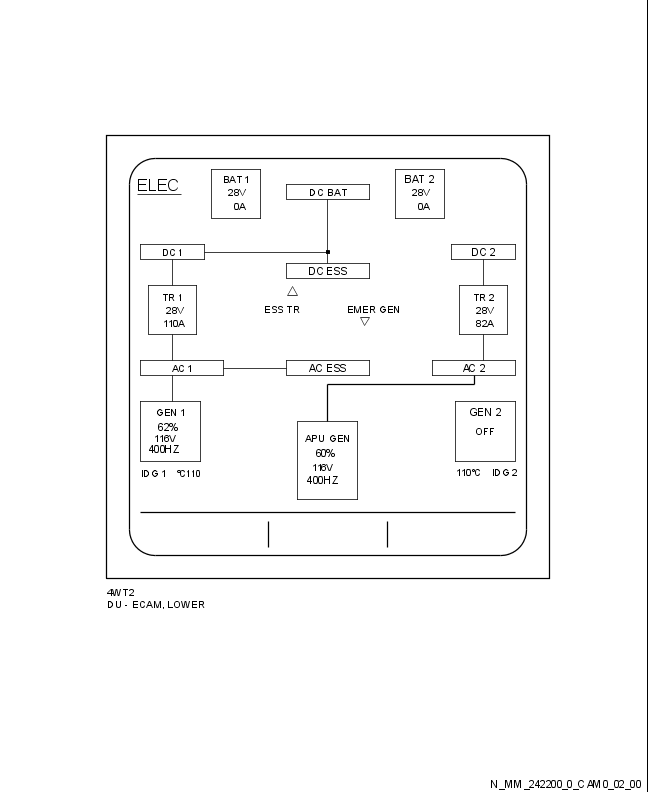 ELEC
BAT 1
28V
0A
DC BAT
BAT 2
28V
0A
DC 1
DC 2
DC ESS
TR 1
28V
110A
ESS TR
EMER GEN
TR 2
28V
82A
AC 1
AC ESS
AC 2
GEN 1
62%
116V
400HZ
APU GEN
60%
116V
400HZ
GEN 2
OFF
IDG 1 °C110
110°C IDG 2
4WT2
DU - ECAM, LOWER
N_MM_242200_0_CAM0_02_00